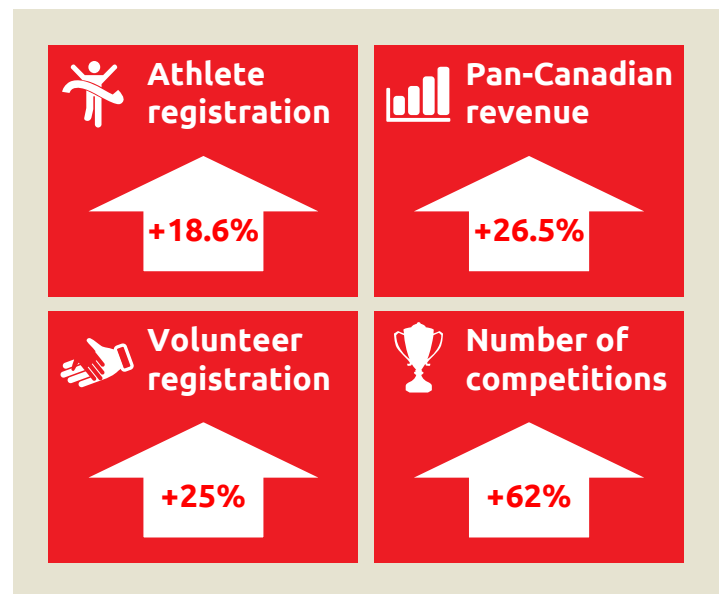 Athlete
registration
+18.6%
Pan-Canadian
revenue
+26.5%
Volunteer
registration
+25%
Number of
competitions
+62%